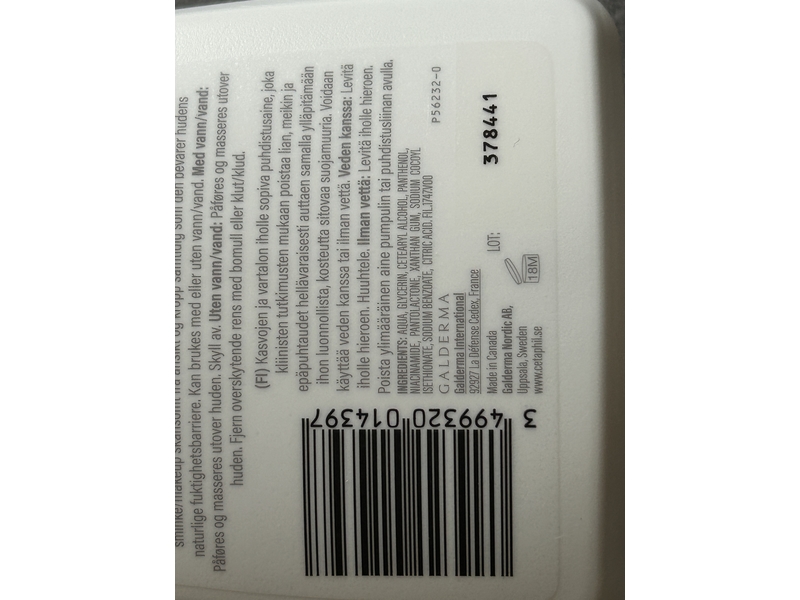 sminke/makeup skånsomt fra ansikt og kropp samtidig som den bevarer hudens
naturlige fuktighetsbarriere. Kan brukes med eller uten vann/vand. Med vann/vand:
Påføres og masseres utover huden. Skyll av. Uten vann/vand: Påføres og masseres utover
huden. Fjern overskytende rens med bomull eller klut/klud.
(FI) Kasvojen ja vartalon iholle sopiva puhdistusaine, joka
kliinisten tutkimusten mukaan poistaa lian, meikin ja
epäpuhtaudet hellävaraisesti auttaen samalla ylläpitämään
ihon luonnollista, kosteutta sitovaa suojamuuria. Voidaan
käyttää veden kanssa tai ilman vettä. Veden kanssa: Levitä
iholle hieroen. Huuhtele. Ilman vettä: Levitä iholle hieroen.
Poista ylimääräinen aine pumpulin tai puhdistusliinan avulla.
INGREDIENTS: AQUA, GLYCERIN, CETEARYL ALCOHOL, PANTHENOL,
NIACINAMIDE, PANTOLACTONE, XANTHAN GUM, SODIUM COCOYL
ISETHIONATE, SODIUM BENZOATE, CITRIC ACID. FIL.1747V00
P56232-0
GALDERMA
Galderma International
92927 La Défense Cedex, France
Made in Canada
Galderma Nordic AB,
Uppsala, Sweden
www.cetaphil.se
LOT:
378441
18M
3 499320 014397